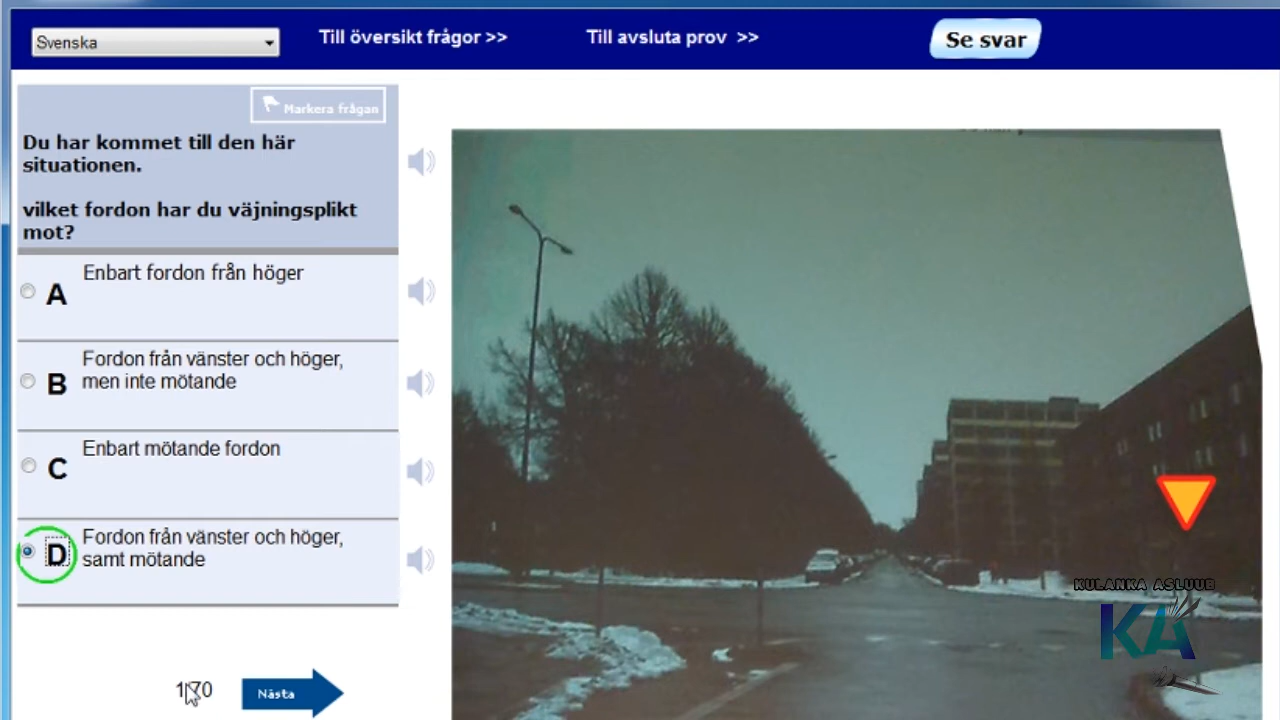 Svenska
Till översikt frågor >>
Till avsluta prov >>
Se svar
Markera frågan
Du har kommet till den här
situationen.
vilket fordon har du väjningsplikt
mot?
A
Enbart fordon från höger
B
Fordon från vänster och höger,
men inte mötande
C
Enbart mötande fordon
D
Fordon från vänster och höger,
samt mötande
Nästa
KULANKA ASLUUB
KA